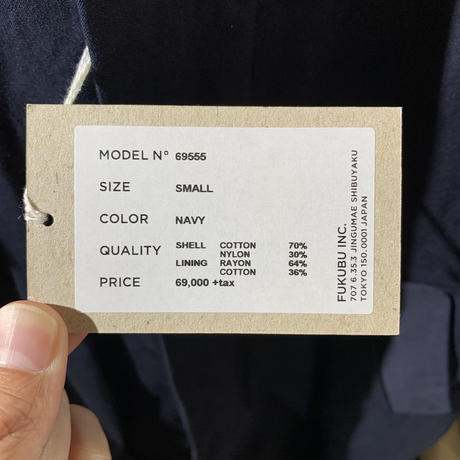 MODEL N° 69555
SIZE SMALL
COLOR NAVY
QUALITY SHELL COTTON 70%
NYLON 30%
LINING RAYON 64%
COTTON 36%
PRICE 69,000 +tax
FUKUBU INC.
707 6.35.3 JINGUMAE SHIBUYAKU
TOKYO 150.0001 JAPAN